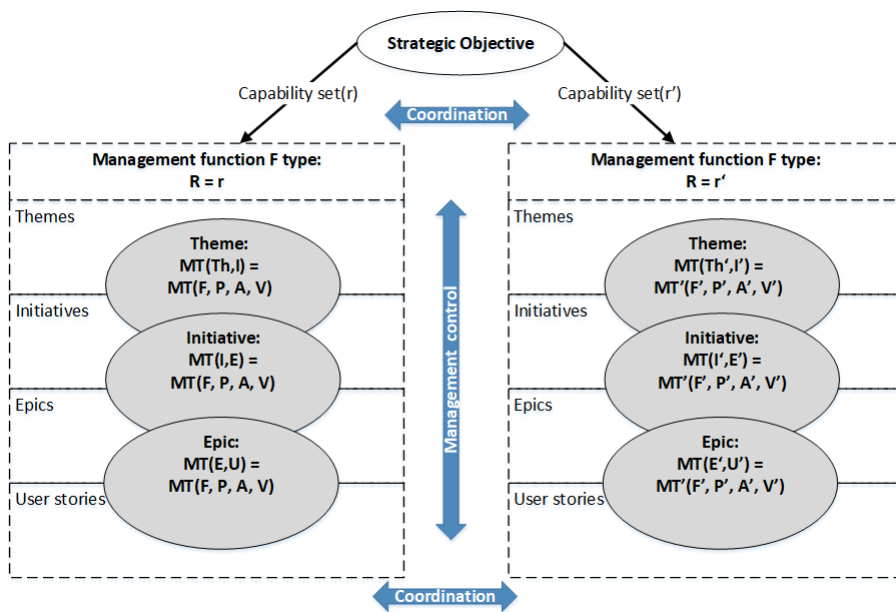 Strategic Objective
Capability set(r)
Capability set(r’)
Coordination
Management function F type:
R = r
Management function F type:
R = r‘
Themes
Theme:
MT(Th,I) =
MT(F, P, A, V)
Initiatives
Initiative:
MT(I,E) =
MT(F, P, A, V)
Epics
Epic:
MT(E,U) =
MT(F, P, A, V)
User stories
Management control
Themes
Theme:
MT(Th‘,I’) =
MT’(F’, P’, A’, V’)
Initiatives
Initiative:
MT(I‘,E’) =
MT’(F’, P’, A’, V’)
Epics
Epic:
MT(E‘,U’) =
MT’(F’, P’, A’, V’)
User stories
Coordination